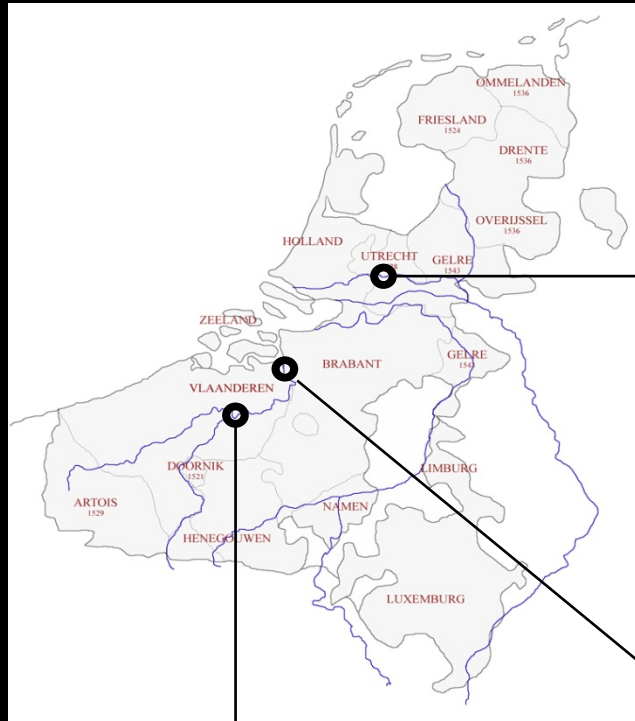 OMMELANDEN
1536
FRIESLAND
1524
DRENTE
1536
OVERIJSSEL
1536
HOLLAND
UTRECHT
GELRE
1543
ZEELAND
BRABANT
GELRE
VLAANDEREN
DOORNIK
1521
LIMBURG
ARTOIS
1529
NAMEN
HENEGOUWEN
LUXEMBURG